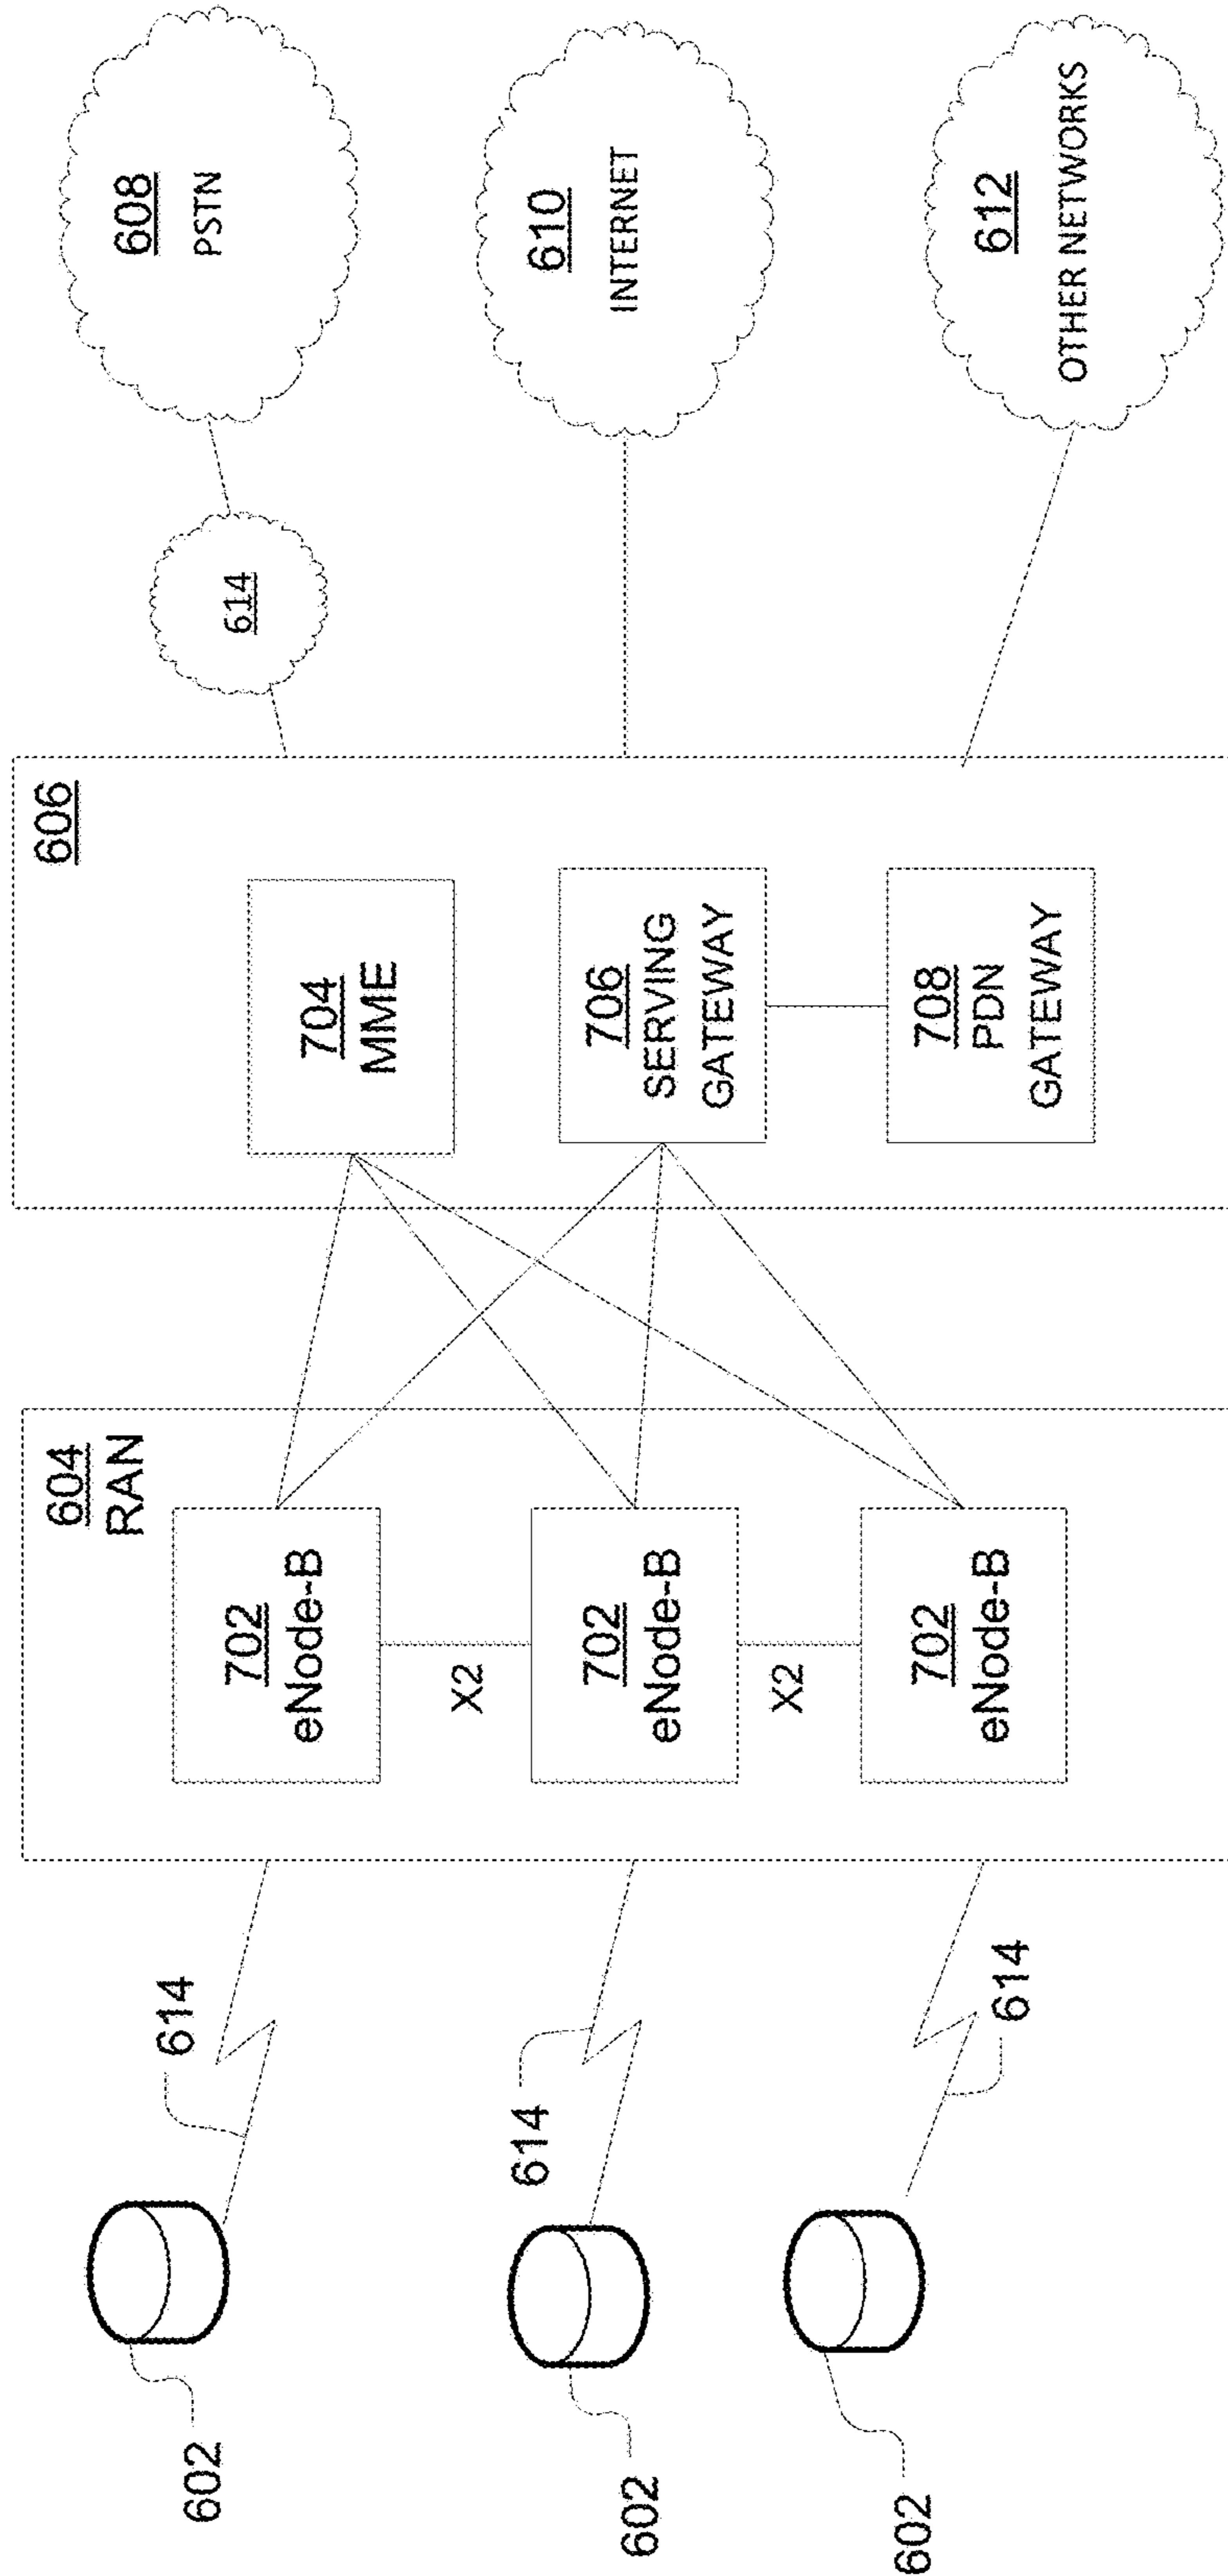 602
614
602
614
602
614
604
RAN
702
eNode-B
X2
702
eNode-B
X2
702
eNode-B
606
704
MME
706
SERVING
GATEWAY
708
PDN
GATEWAY
614
608
PSTN
610
INTERNET
612
OTHER NETWORKS